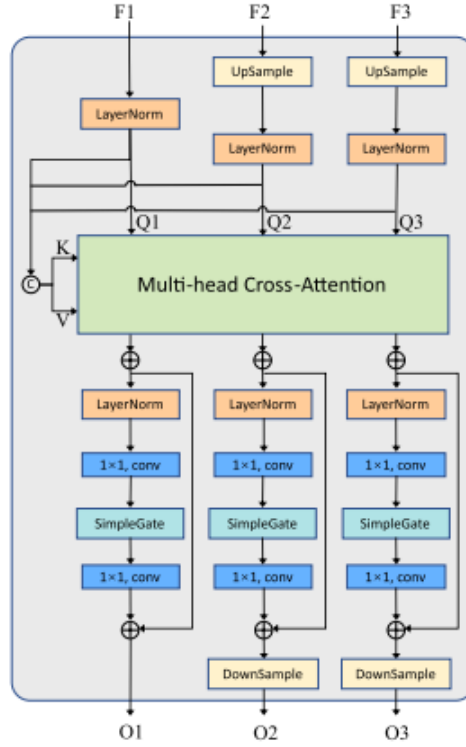 F1 F2 F3
UpSample UpSample
LayerNorm
LayerNorm LayerNorm
Q1 Q2 Q3
K
Multi-head Cross-Attention
C
V
LayerNorm LayerNorm LayerNorm
1×1, conv 1×1, conv 1×1, conv
SimpleGate SimpleGate SimpleGate
1×1, conv 1×1, conv 1×1, conv
DownSample DownSample
O1 O2 O3